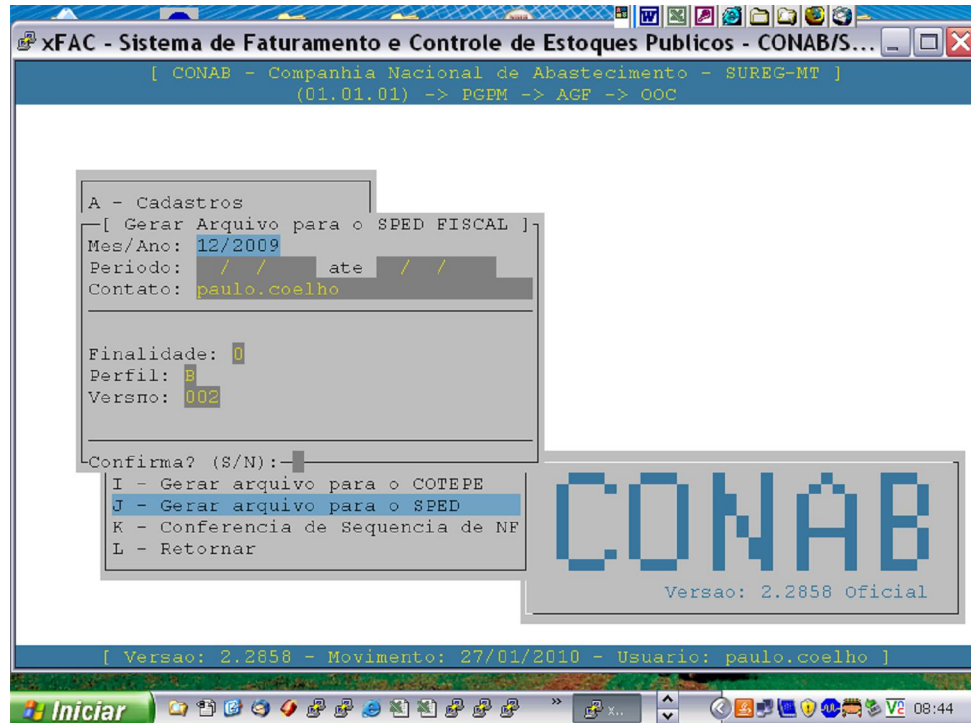 xFAC - Sistema de Faturamento e Controle de Estoques Publicos - CONAB/S...
[ CONAB - Companhia Nacional de Abastecimento - SUREG-MT ]
(01.01.01) -> PGPM -> AGF -> OOC
A - Cadastros
[ Gerar Arquivo para o SPED FISCAL ]
Mes/Ano: 12/2009
Periodo: / / ate / /
Contato: paulo.coelho
Finalidade: 0
Perfil: B
Versпo: 002
Confirma? (S/N):
I - Gerar arquivo para o COTEPE
J - Gerar arquivo para o SPED
K - Conferencia de Sequencia de NF
L - Retornar
CONAB
Versao: 2.2858 Oficial
[ Versao: 2.2858 - Movimento: 27/01/2010 - Usuario: paulo.coelho ]
Iniciar
x..
08:44